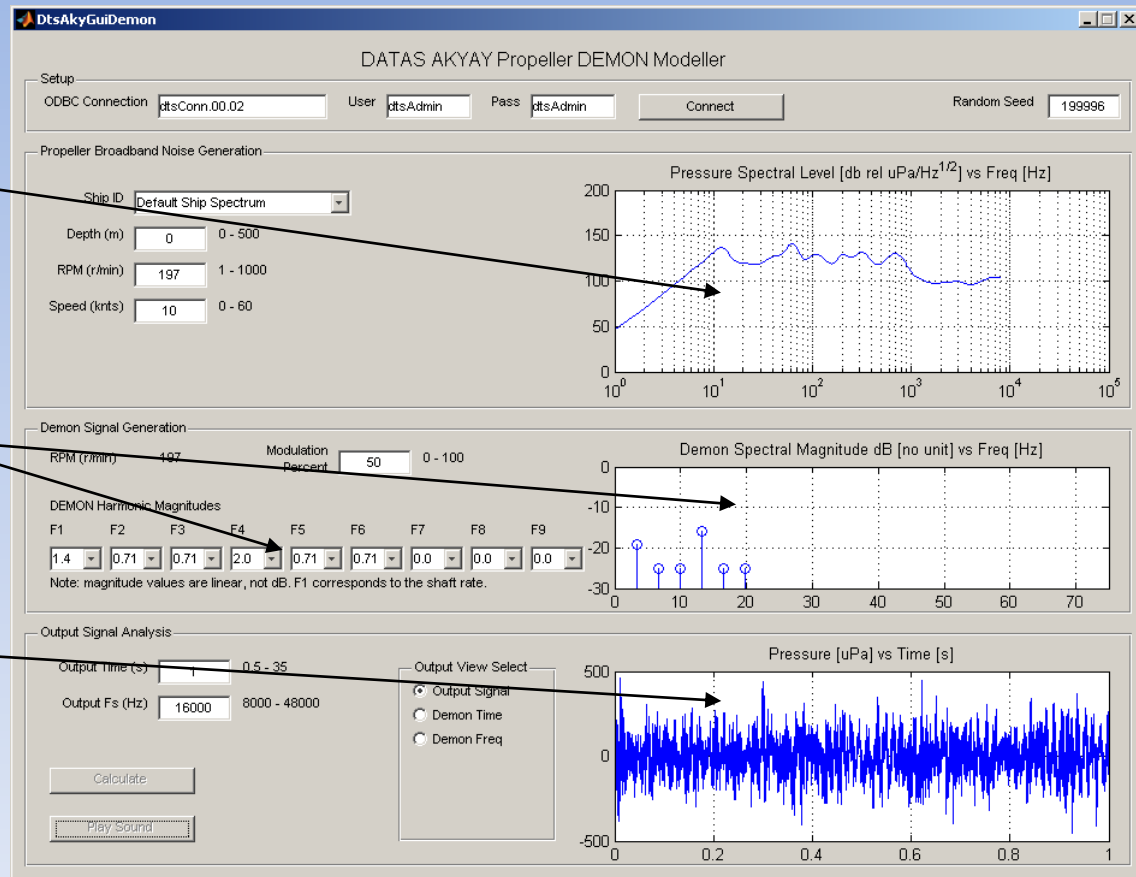 DtsAkyGuiDemon
DATAS AKYAY Propeller DEMON Modeller
Setup
ODBC Connection dtsConn.00.02 User dtsAdmin Pass dtsAdmin Connect Random Seed 199996
Propeller Broadband Noise Generation
Ship ID Default Ship Spectrum
Depth (m) 0 0 - 500
RPM (r/min) 197 1 - 1000
Speed (knts) 10 0 - 60
Pressure Spectral Level [db rel uPa/Hz^1/2] vs Freq [Hz]
200
150
100
50
0
10^0 10^1 10^2 10^3 10^4 10^5
Demon Signal Generation
RPM (r/min) 197 Modulation Percent 50 0 - 100
DEMON Harmonic Magnitudes
F1 F2 F3 F4 F5 F6 F7 F8 F9
1.4 0.71 0.71 2.0 0.71 0.71 0.0 0.0 0.0
Note: magnitude values are linear, not dB. F1 corresponds to the shaft rate.
Demon Spectral Magnitude dB [no unit] vs Freq [Hz]
0
-10
-20
-30
0 10 20 30 40 50 60 70
Output Signal Analysis
Output Time (s) 1 0.5 - 35
Output Fs (Hz) 16000 8000 - 48000
Calculate
Play Sound
Output View Select
Output Signal
Demon Time
Demon Freq
Pressure [uPa] vs Time [s]
500
0
-500
0 0.2 0.4 0.6 0.8 1